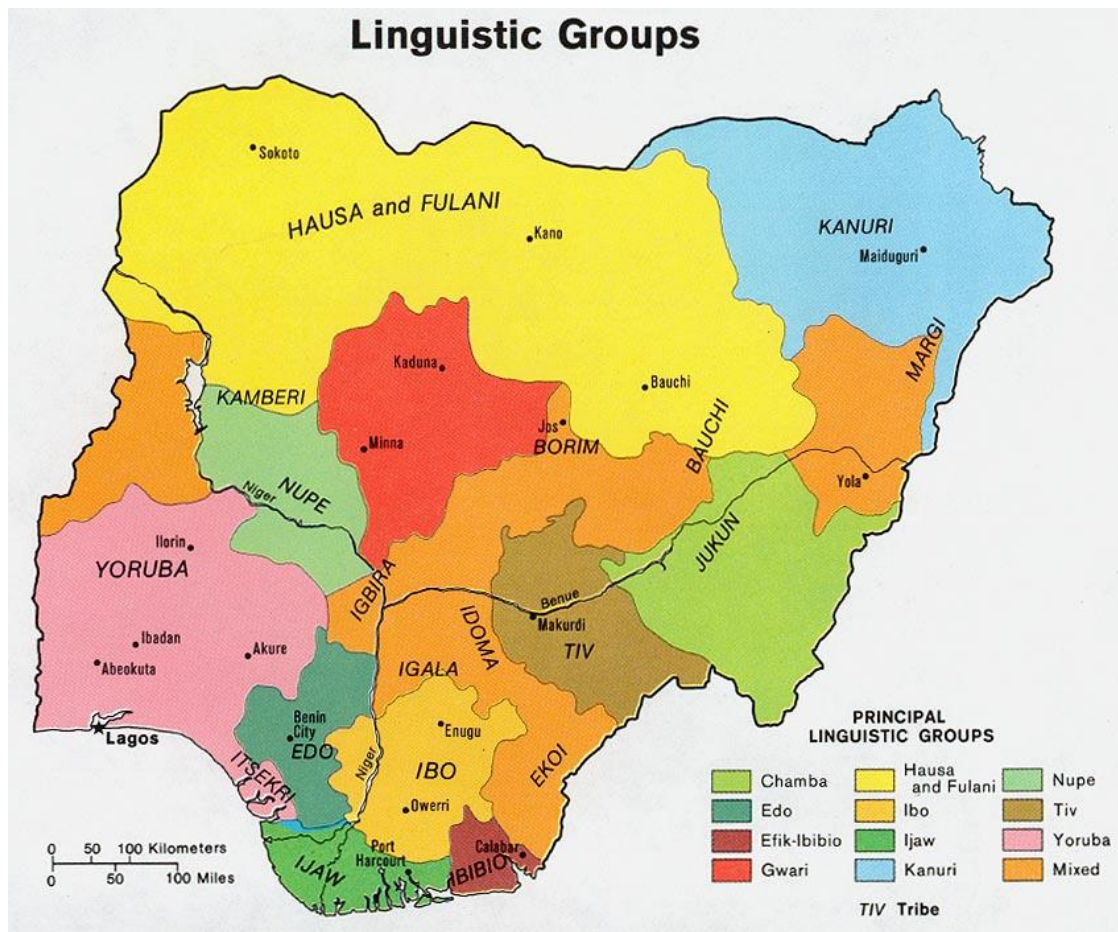 Linguistic Groups
Sokoto
HAUSA and FULANI
Kano
KANURI
Maiduguri
MARGI
Kaduna
Bauchi
KAMBERI
Jos
BORIM
BAUCHI
Minna
Yola
NUPE
Niger
Ilorin
YORUBA
JUKUN
IGBIRA
Benue
Makurdi
IDOMA
TIV
Ibadan
Akure
Abeokuta
IGALA
Lagos
Benin
City
EDO
Enugu
Niger
IBO
EKOI
ITSEKRI
Owerri
Port
Harcourt
IJAW
Calabar
IBIBIO
0 50 100 Kilometers
0 50 100 Miles
PRINCIPAL
LINGUISTIC GROUPS
Chamba
Edo
Efik-Ibibio
Gwari
Hausa
and Fulani
Ibo
Ijaw
Kanuri
Nupe
Tiv
Yoruba
Mixed
TIV Tribe